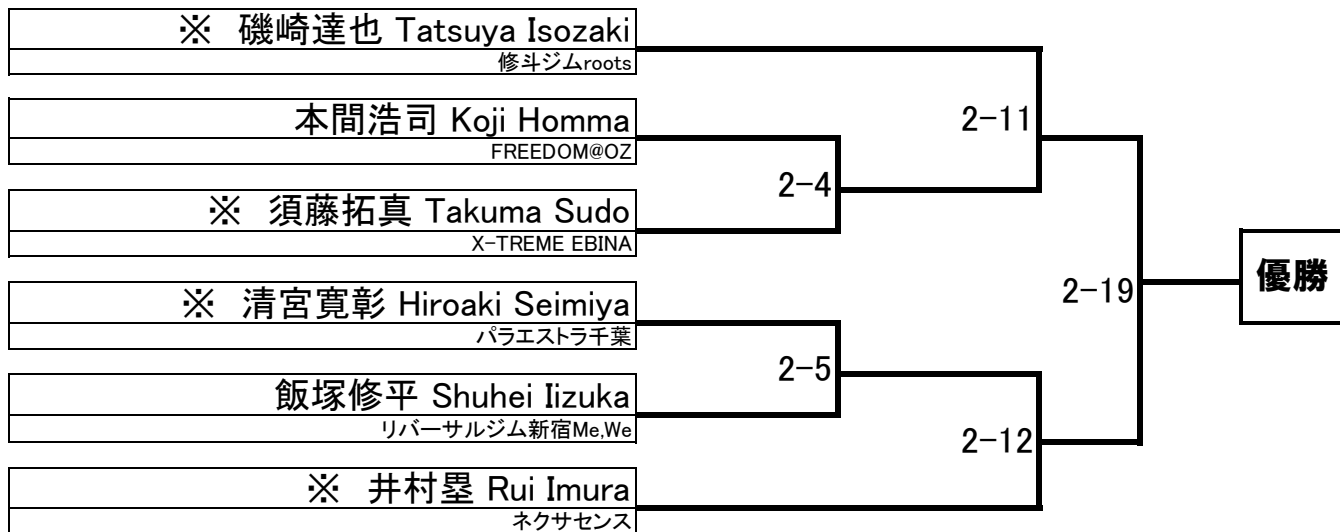 ※ 磯崎達也 Tatsuya Isozaki
修斗ジムroots
2-11
本間浩司 Koji Homma
FREEDOM@OZ
2-4
※ 須藤拓真 Takuma Sudo
X-TREME EBINA
2-19
優勝
※ 清宮寛彰 Hiroaki Seimiya
パラエストラ千葉
2-5
飯塚修平 Shuhei Iizuka
リバーサルジム新宿Me,We
2-12
※ 井村塁 Rui Imura
ネクサセンス